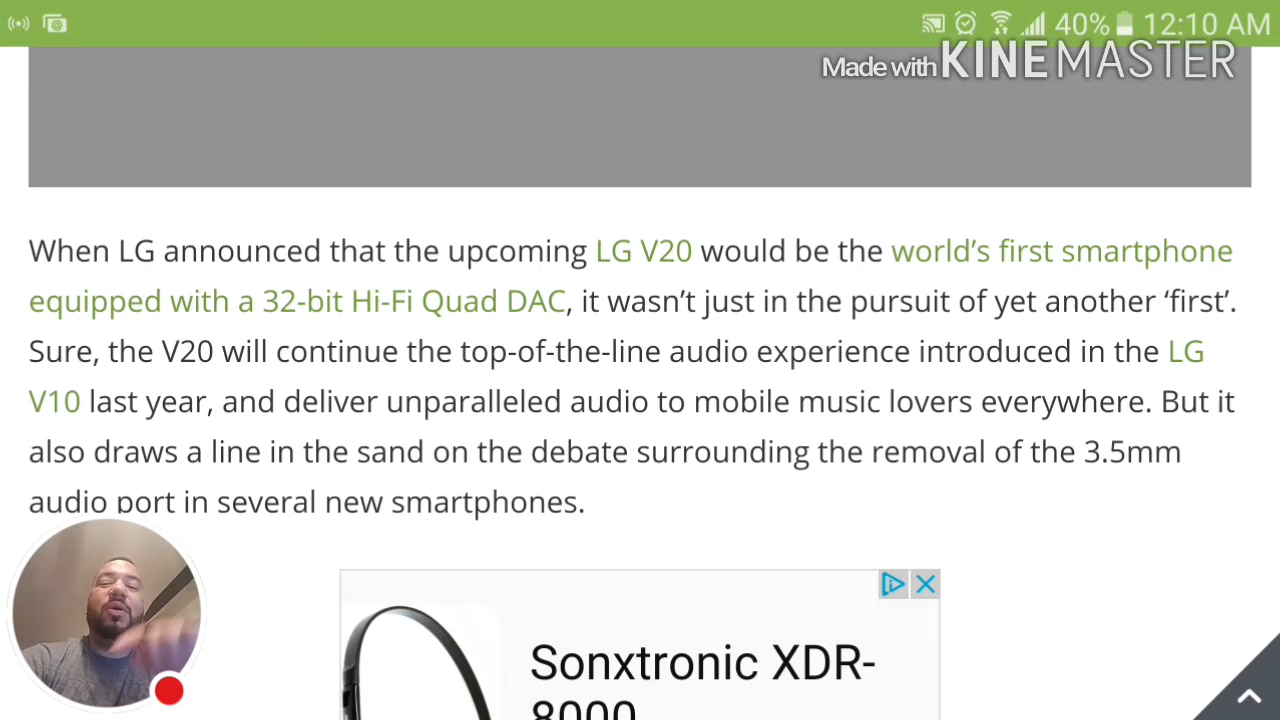 40% 12:10 AM
Made with KINEMASTER
When LG announced that the upcoming LG V20 would be the world's first smartphone
equipped with a 32-bit Hi-Fi Quad DAC, it wasn't just in the pursuit of yet another ‘first’.
Sure, the V20 will continue the top-of-the-line audio experience introduced in the LG
V10 last year, and deliver unparalleled audio to mobile music lovers everywhere. But it
also draws a line in the sand on the debate surrounding the removal of the 3.5mm
audio port in several new smartphones.
Sonxtronic XDR-
8000